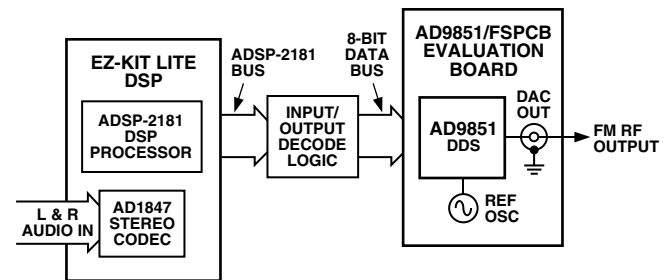 EZ-KIT LITE
DSP
ADSP-2181
DSP
PROCESSOR
L & R
AUDIO IN
AD1847
STEREO
CODEC
ADSP-2181
BUS
INPUT/
OUTPUT
DECODE
LOGIC
8-BIT
DATA
BUS
AD9851/FSPCB
EVALUATION
BOARD
AD9851
DDS
DAC
OUT
REF
OSC
FM RF
OUTPUT